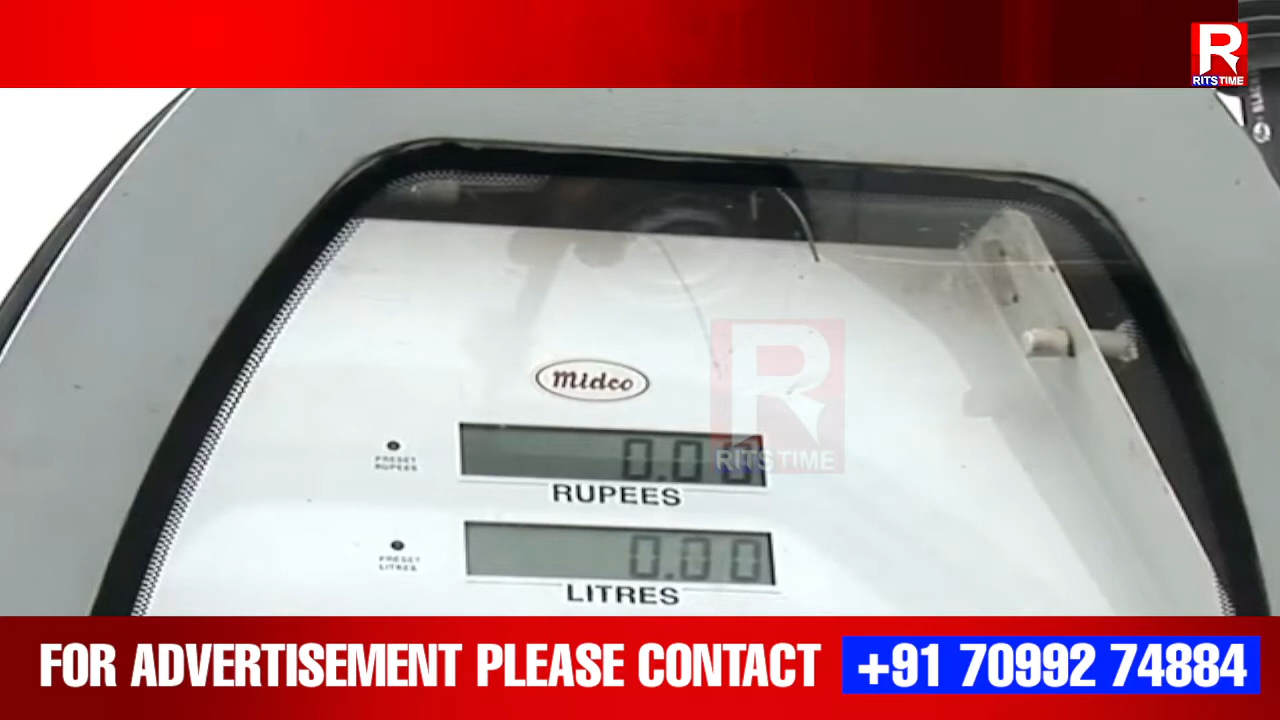 R
RITSTIME
Midco
PRESET
RUPEES
0.00
RUPEES
R
RITSTIME
PRESET
LITRES
0.00
LITRES
FOR ADVERTISEMENT PLEASE CONTACT +91 70992 74884